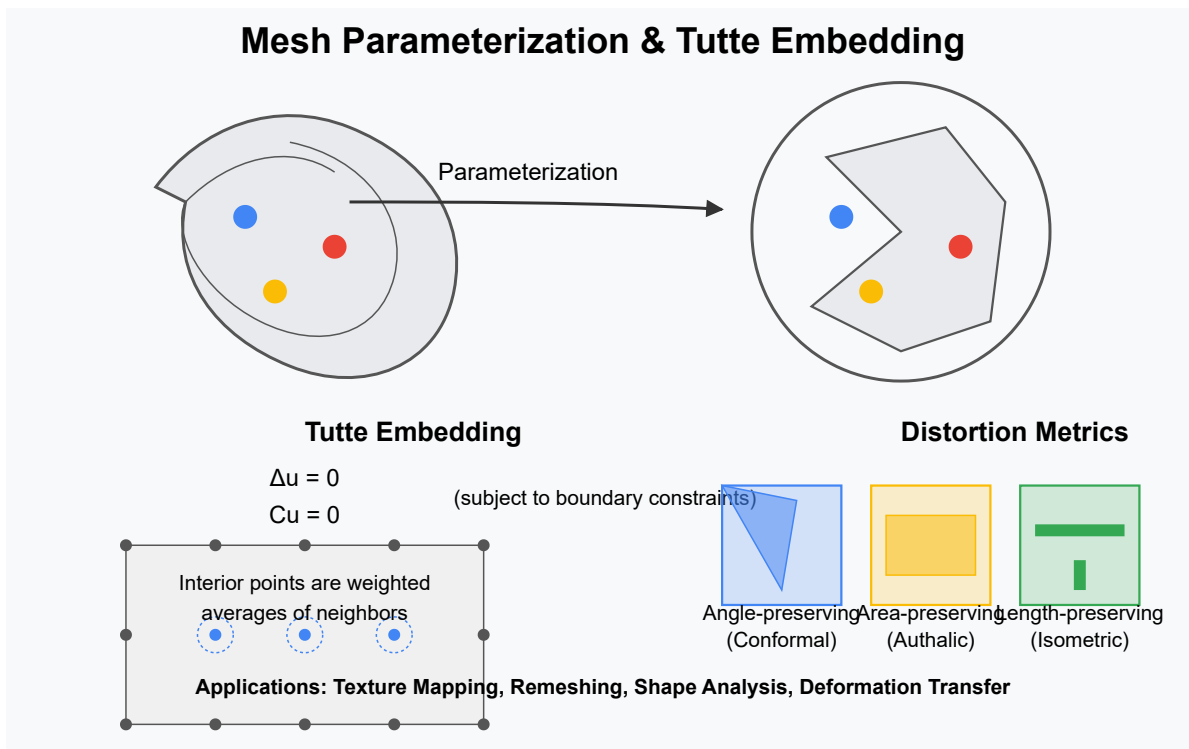 Mesh Parameterization & Tutte Embedding
Parameterization
Tutte Embedding
Δu = 0
Cu = 0
(subject to boundary constraints)
Interior points are weighted
averages of neighbors
Distortion Metrics
Angle-preserving
(Conformal)
Area-preserving
(Authalic)
Length-preserving
(Isometric)
Applications: Texture Mapping, Remeshing, Shape Analysis, Deformation Transfer